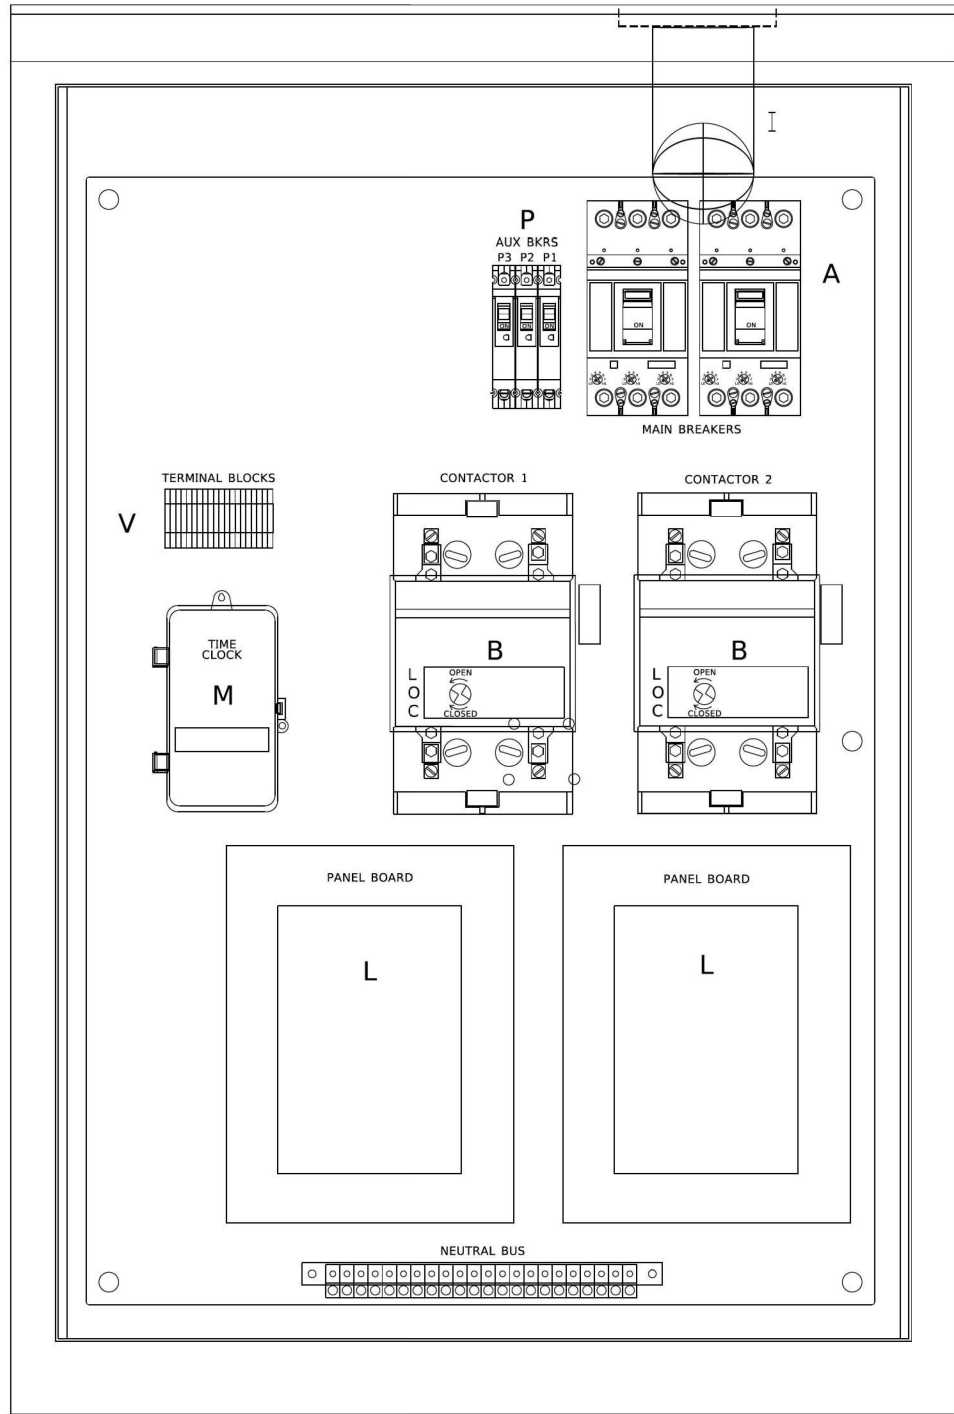 I
P
AUX BKRS
P3 P2 P1
A
ON ON ON
ON
ON
MAIN BREAKERS
TERMINAL BLOCKS
CONTACTOR 1
CONTACTOR 2
V
TIME
CLOCK
M
B
L
O
C
OPEN
CLOSED
B
L
O
C
OPEN
CLOSED
PANEL BOARD
PANEL BOARD
L
L
NEUTRAL BUS